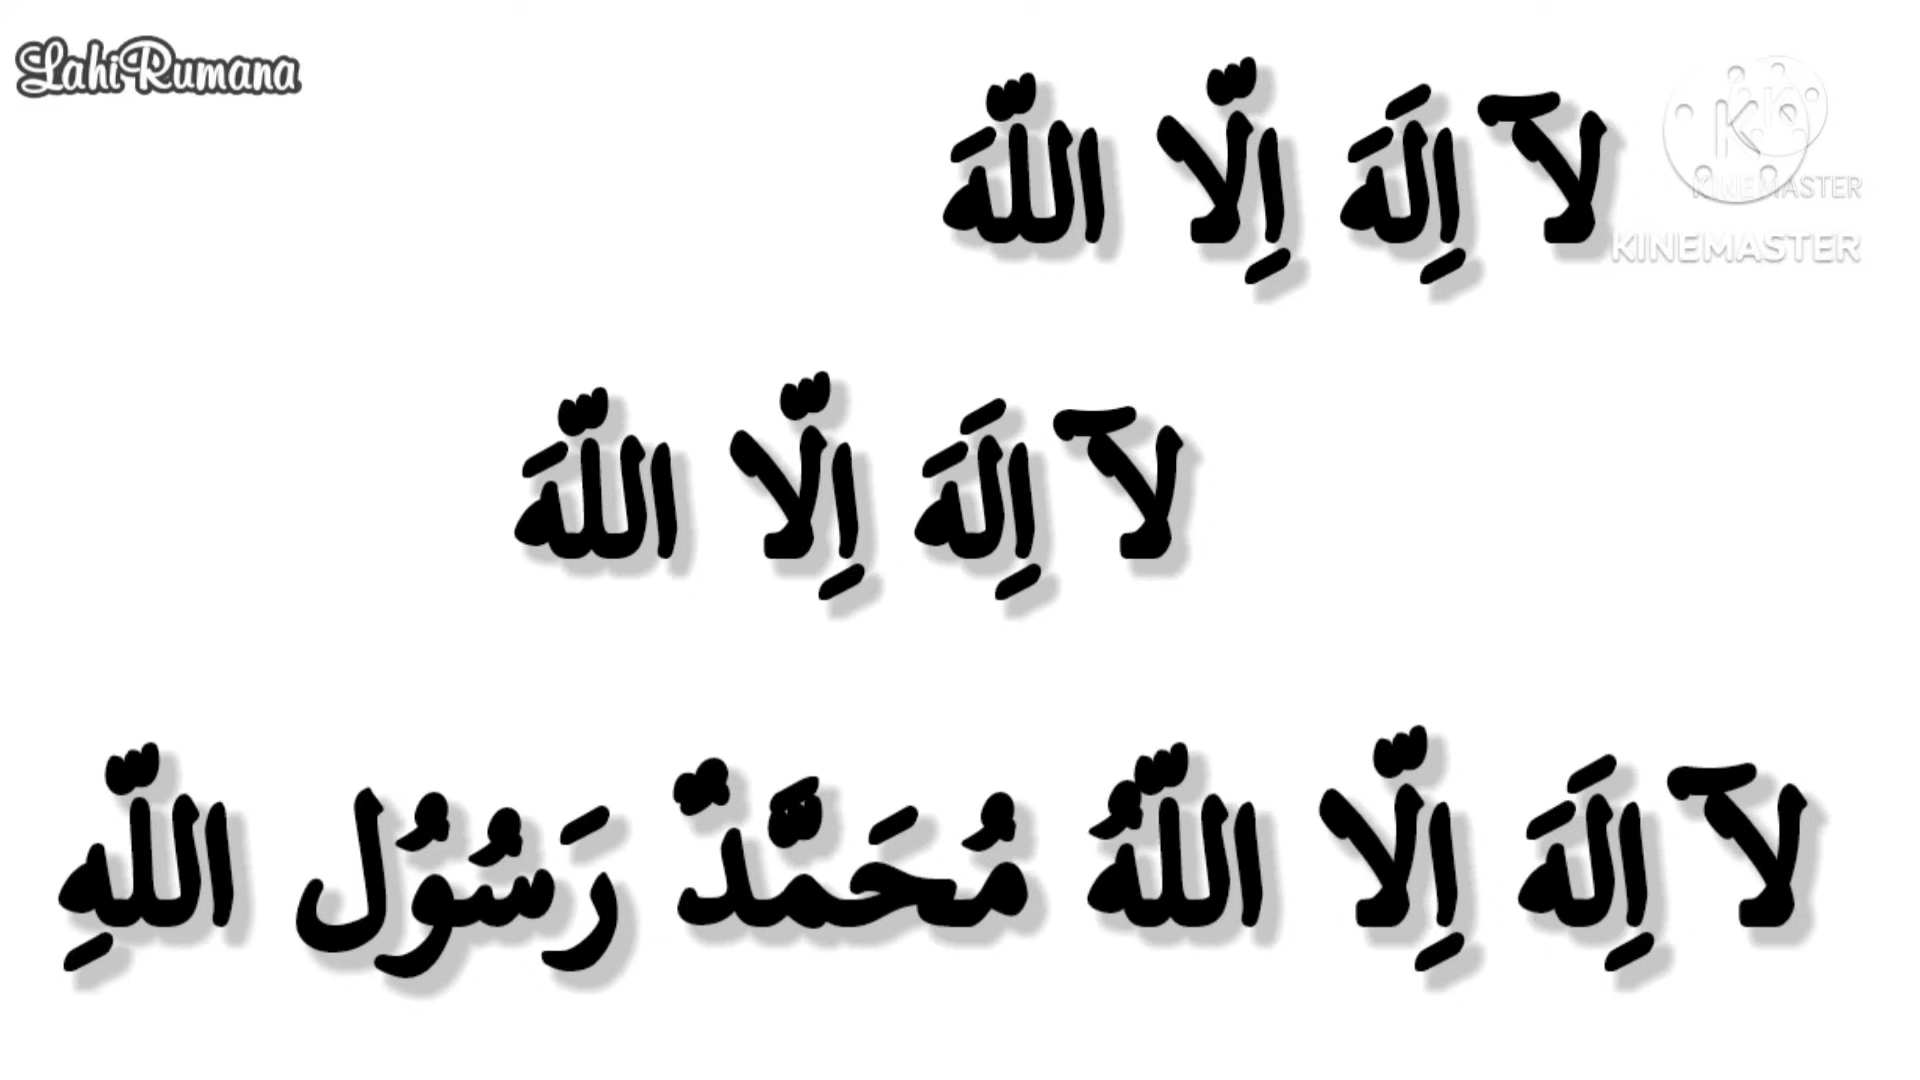 LahiRumana
KINEMASTER
KINEMASTER
لَآ اِلَهَ اِلّا اللّهَ
لَآ اِلَهَ اِلّا اللّهَ
لَآ اِلَهَ اِلّا اللّهُ مُحَمَّدٌ رَسُوُل اللّهِ